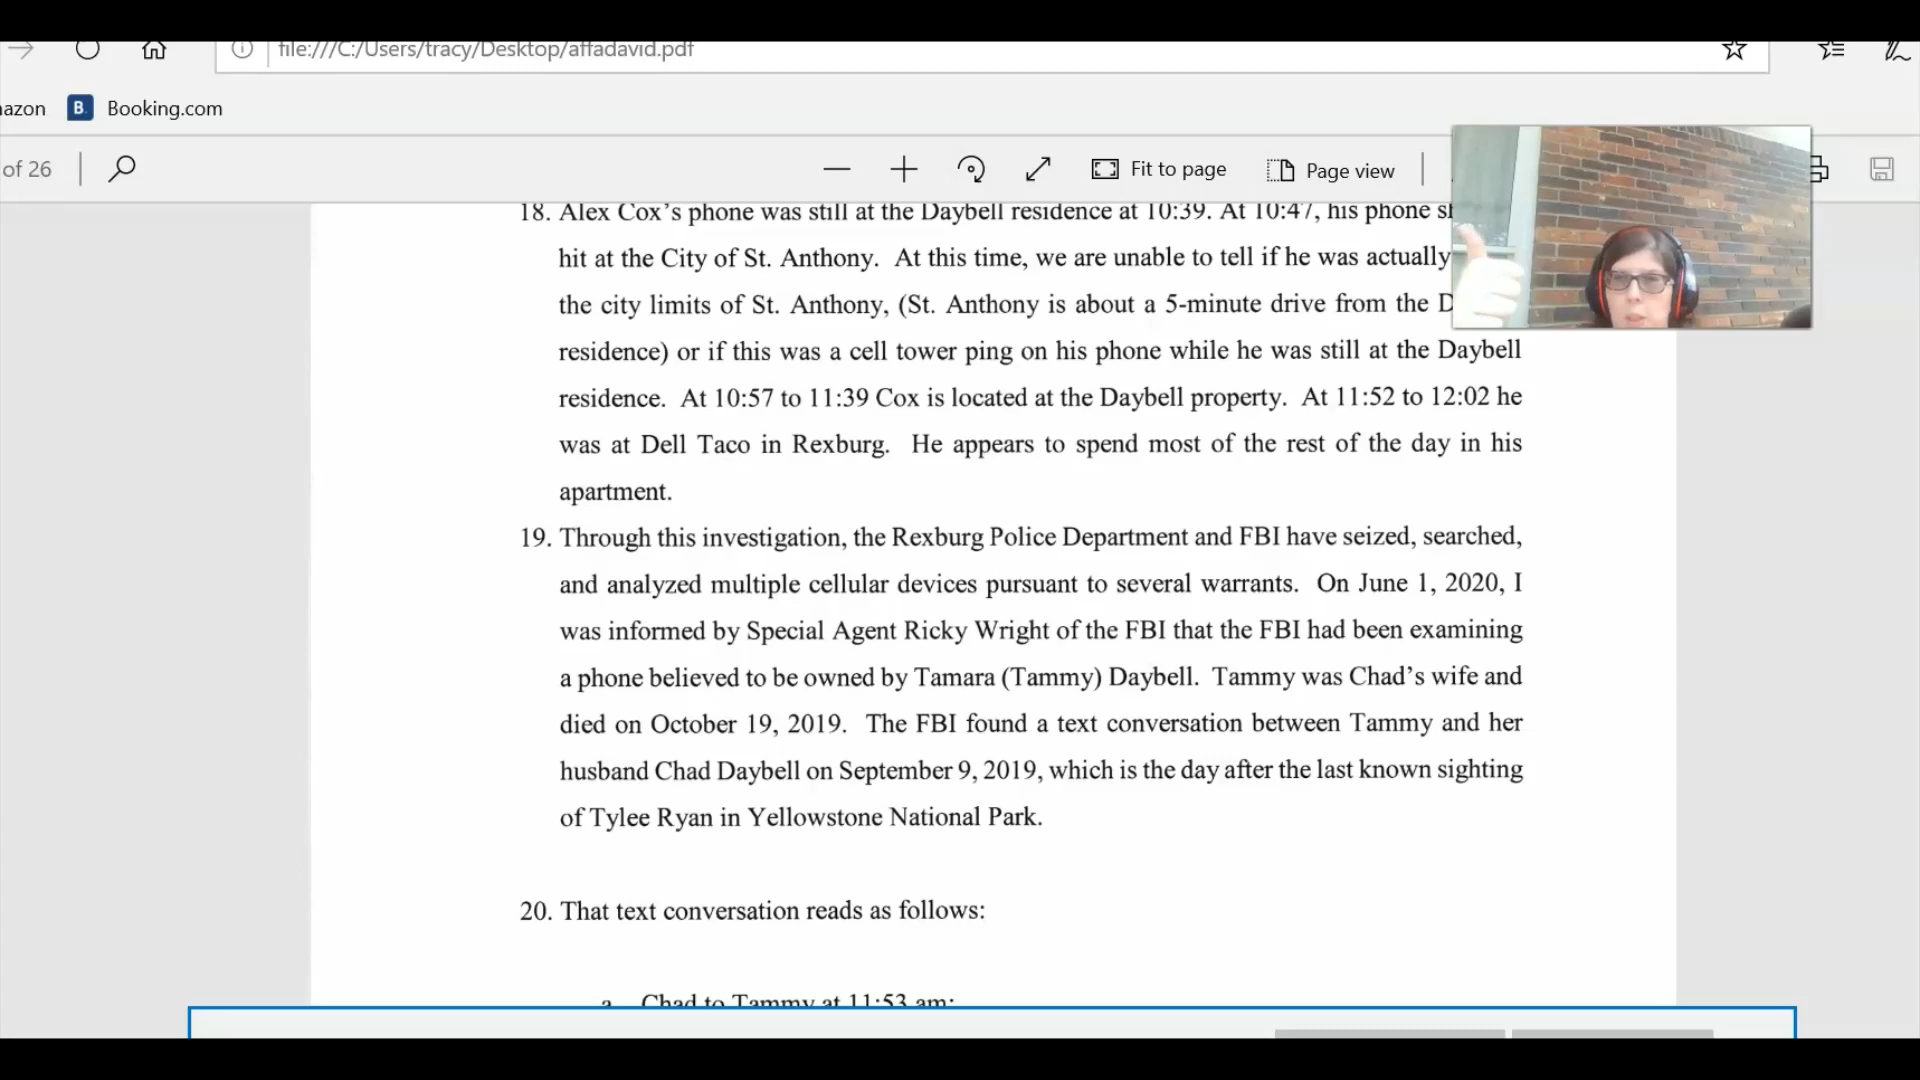 file:///C:/Users/tracy/Desktop/affadavid.pdf
azon B. Booking.com
of 26 Fit to page Page view
18. Alex Cox's phone was still at the Daybell residence at 10:39. At 10:47, his phone
hit at the City of St. Anthony. At this time, we are unable to tell if he was actually
the city limits of St. Anthony, (St. Anthony is about a 5-minute drive from the D
residence) or if this was a cell tower ping on his phone while he was still at the Daybell
residence. At 10:57 to 11:39 Cox is located at the Daybell property. At 11:52 to 12:02 he
was at Dell Taco in Rexburg. He appears to spend most of the rest of the day in his
apartment.
19. Through this investigation, the Rexburg Police Department and FBI have seized, searched,
and analyzed multiple cellular devices pursuant to several warrants. On June 1, 2020, I
was informed by Special Agent Ricky Wright of the FBI that the FBI had been examining
a phone believed to be owned by Tamara (Tammy) Daybell. Tammy was Chad's wife and
died on October 19, 2019. The FBI found a text conversation between Tammy and her
husband Chad Daybell on September 9, 2019, which is the day after the last known sighting
of Tylee Ryan in Yellowstone National Park.
20. That text conversation reads as follows:
a. Chad to Tammy at 11:53 am: